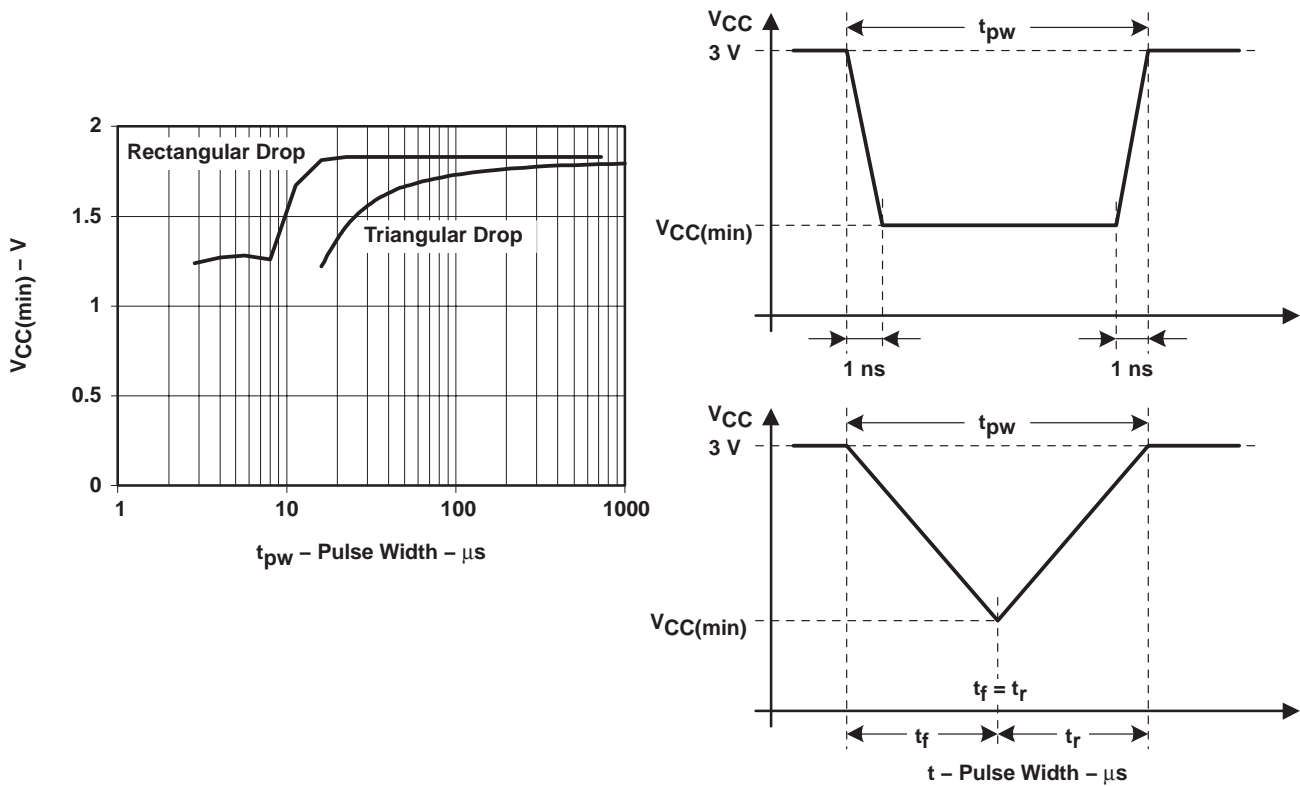 2
1.5
1
0.5
0
VCC(min) – V
Rectangular Drop
Triangular Drop
1
10
100
1000
tpw – Pulse Width – μs
VCC
3 V
tpw
VCC(min)
1 ns
1 ns
VCC
3 V
tpw
VCC(min)
tf = tr
tf
tr
t – Pulse Width – μs